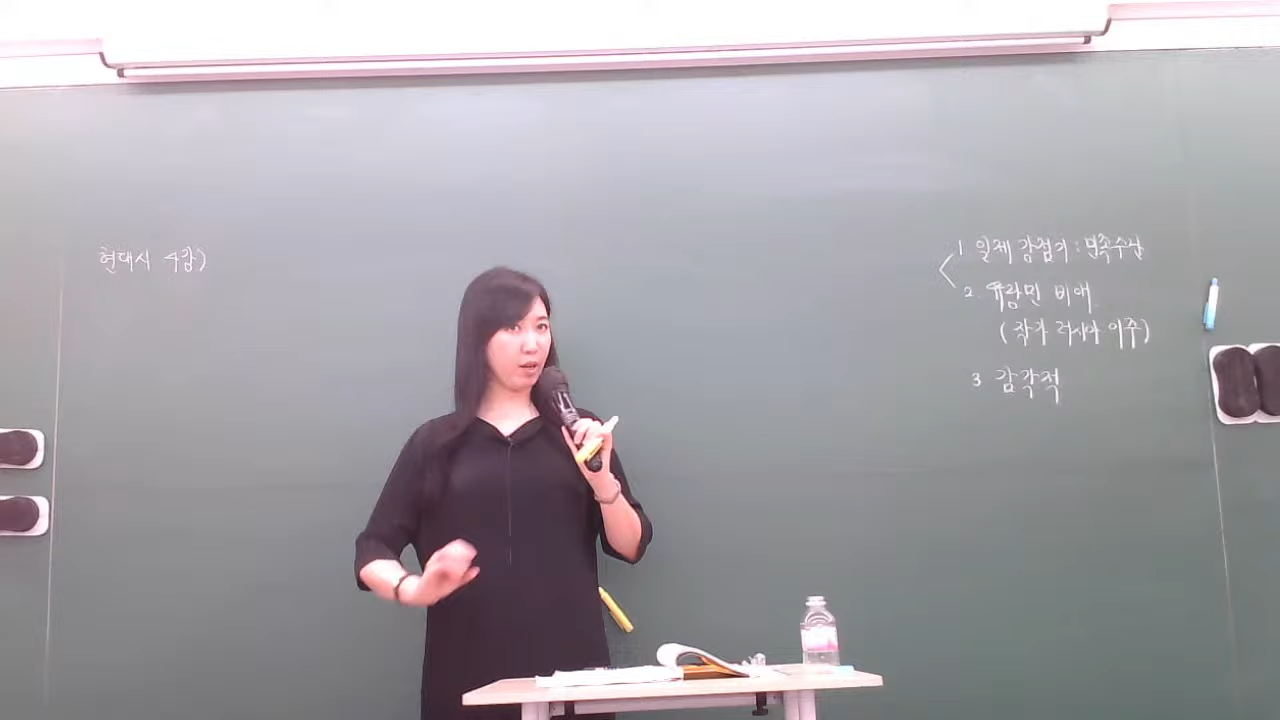 현대시 4강)
1 일제 강점기 : 민족수난
2. 유랑민 비애
(작가 러시아 이주)
3 감각적